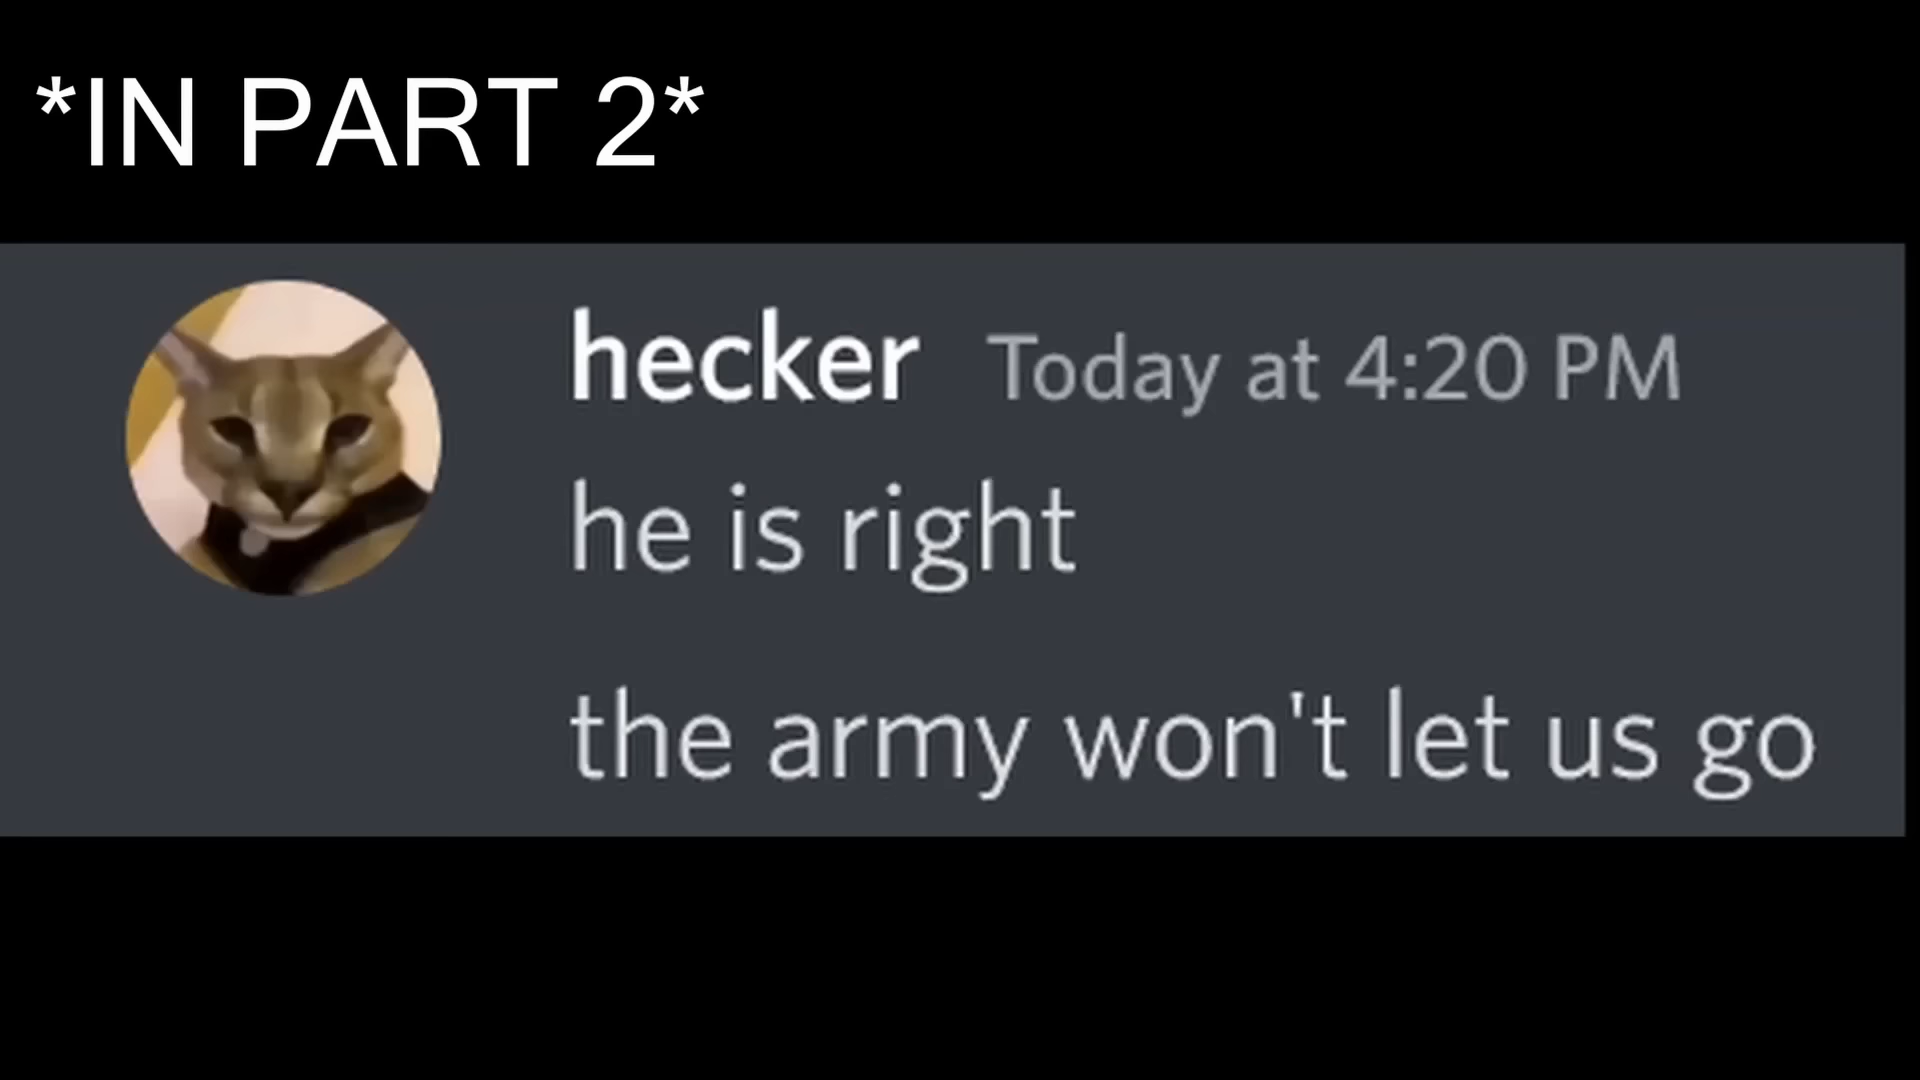 *IN PART 2*
hecker Today at 4:20 PM
he is right
the army won't let us go